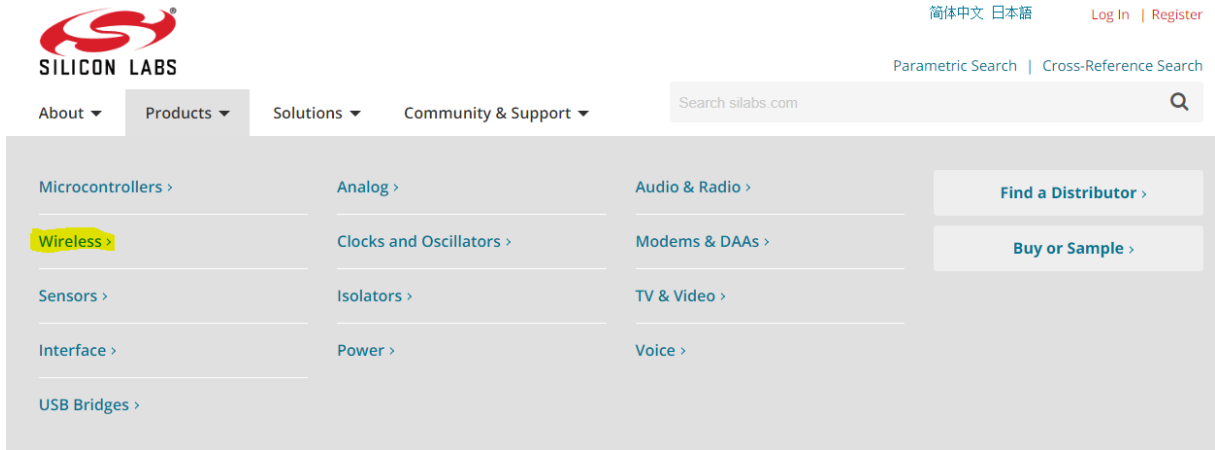 简体中文 日本語 Log In | Register
SILICON LABS®
Parametric Search | Cross-Reference Search
About Products Solutions Community & Support Search silabs.com
Microcontrollers › Analog › Audio & Radio › Find a Distributor ›
Wireless › Clocks and Oscillators › Modems & DAAs › Buy or Sample ›
Sensors › Isolators › TV & Video ›
Interface › Power › Voice ›
USB Bridges ›